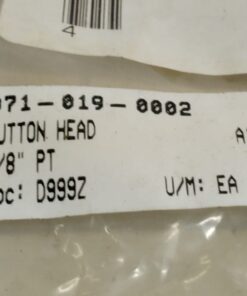 4
071-019-0002
UTTON HEAD A
/8" PT
oc: D999Z U/M: EA